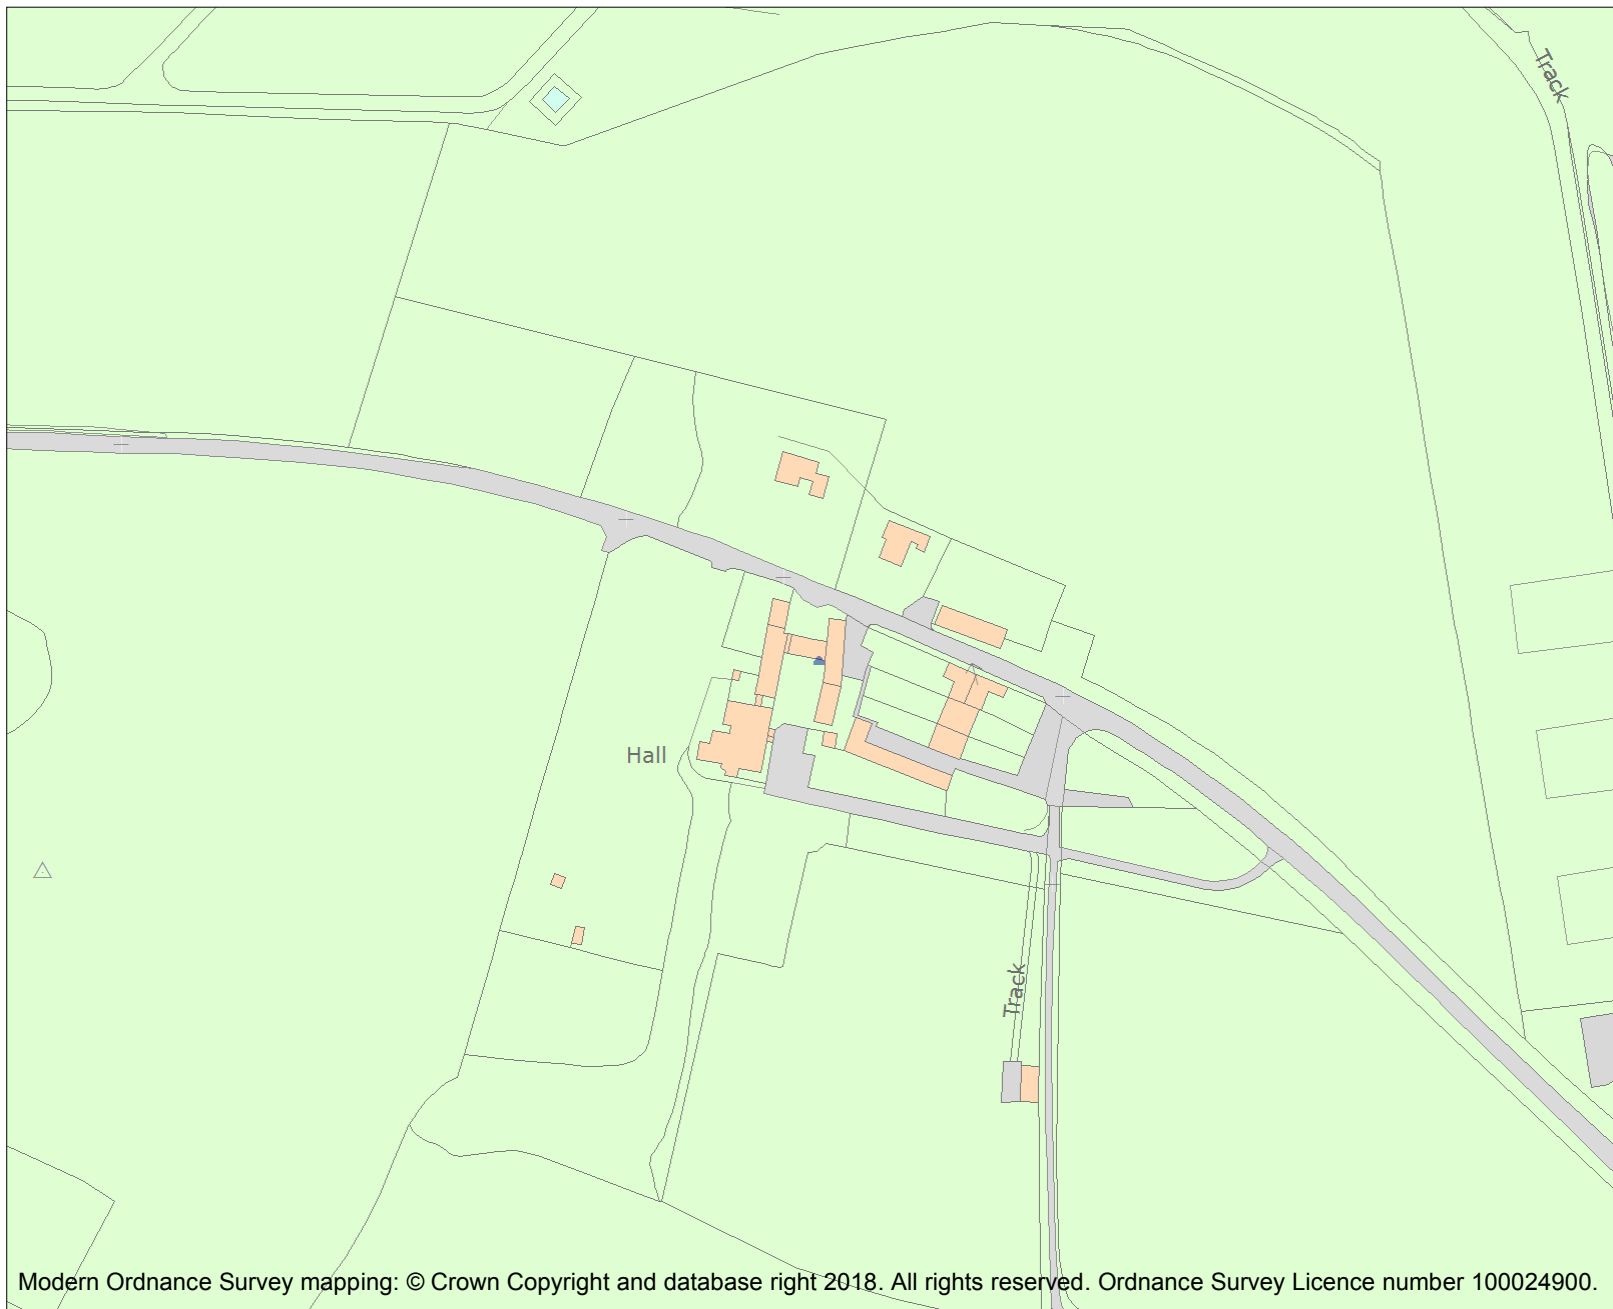 Track
Hall
Track
Modern Ordnance Survey mapping: © Crown Copyright and database right 2018. All rights reserved. Ordnance Survey Licence number 100024900.